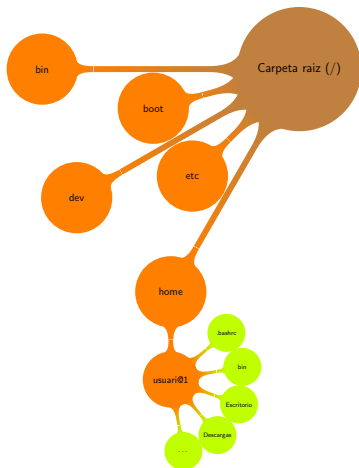 Carpeta raiz (/)
bin
boot
etc
dev
home
usuari@1
.bashrc
bin
Escritorio
Descargas
...